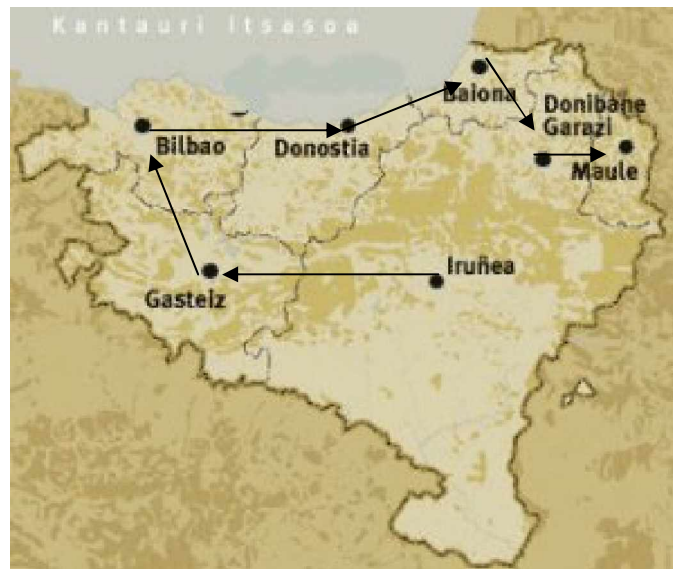 Kantauri Itsasoa
Baiona
Donibane
Garazi
Bilbao
Donostia
Maule
Iruñea
Gasteiz